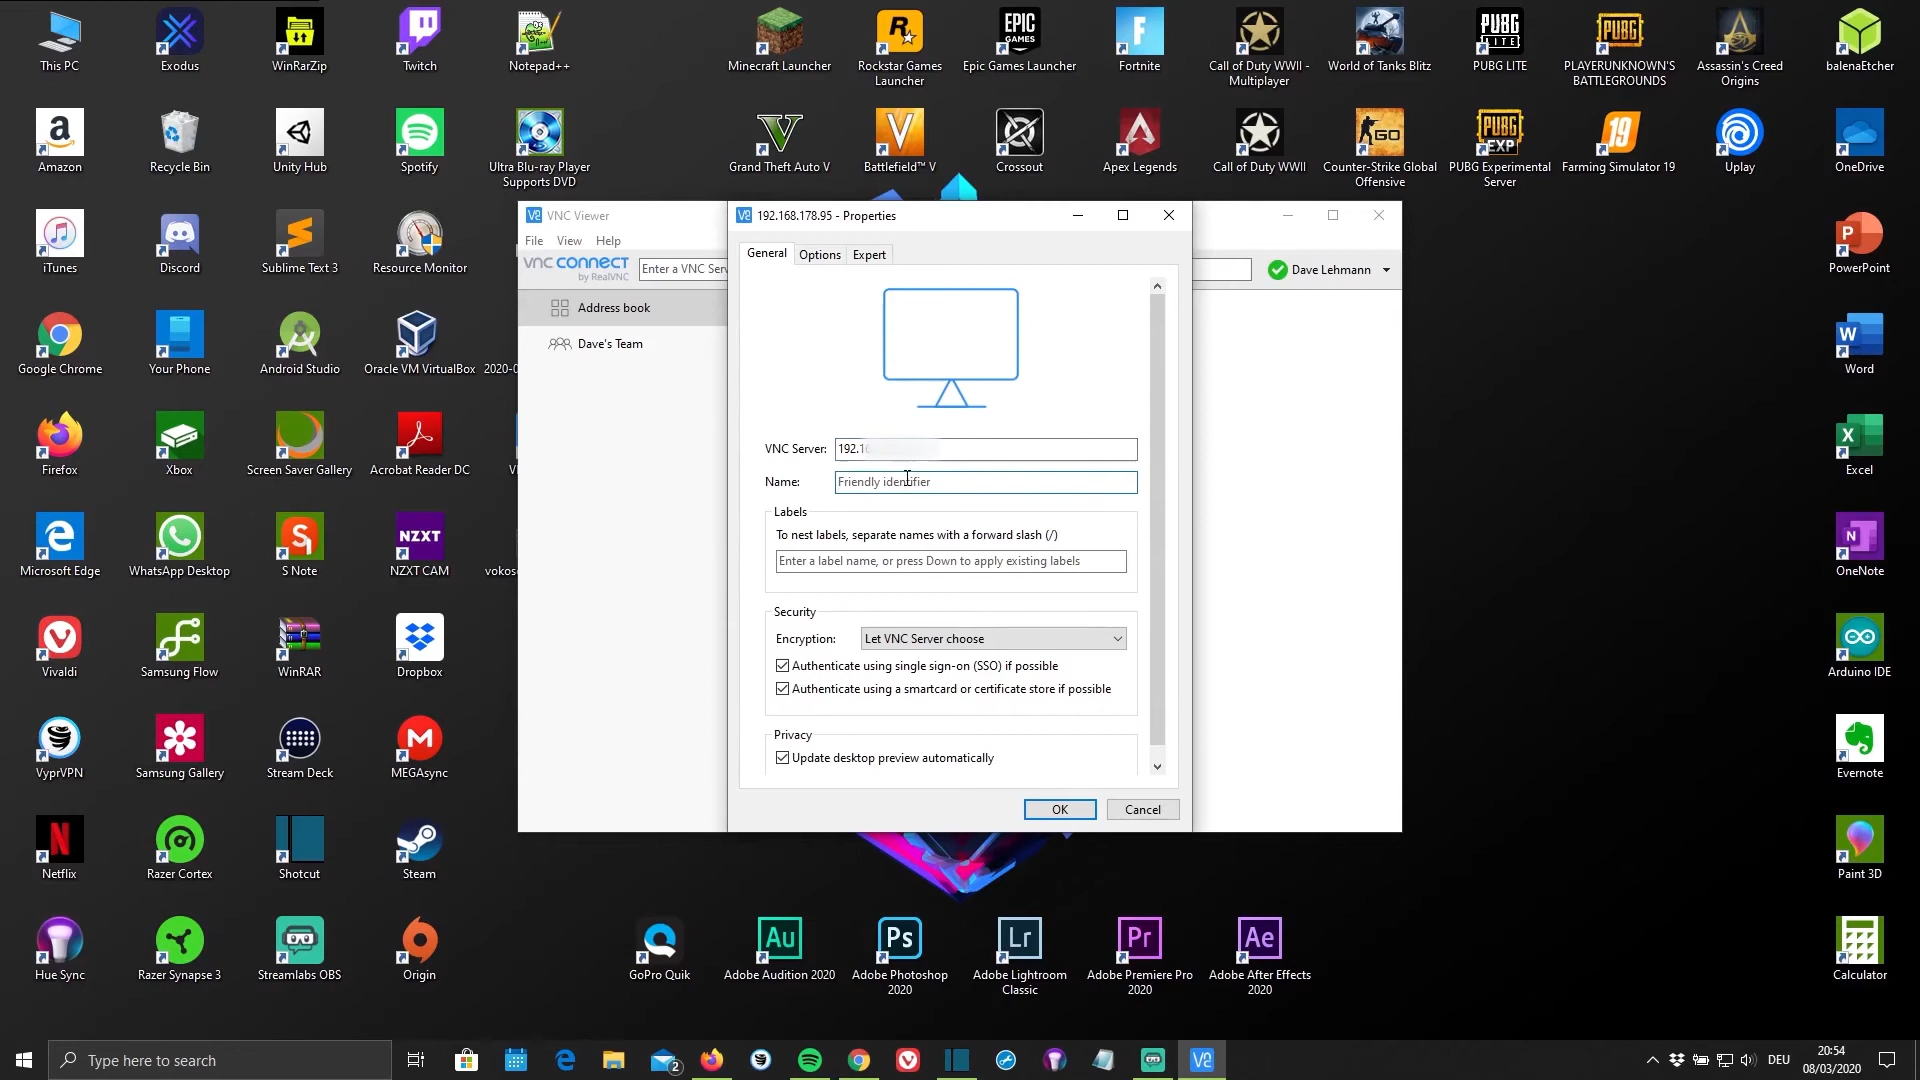 This PC
Exodus
WinRarZip
Twitch
Notepad++
Minecraft Launcher
Rockstar Games
Launcher
Epic Games Launcher
Fortnite
Call of Duty WWII -
Multiplayer
World of Tanks Blitz
PUBG LITE
PLAYERUNKNOWN'S
BATTLEGROUNDS
Assassin's Creed
Origins
balenaEtcher
Amazon
Recycle Bin
Unity Hub
Spotify
Ultra Blu-ray Player
Supports DVD
Grand Theft Auto V
Battlefield™ V
Crossout
Apex Legends
Call of Duty WWII
Counter-Strike Global
Offensive
PUBG Experimental
Server
Farming Simulator 19
Uplay
OneDrive
iTunes
Discord
Sublime Text 3
Resource Monitor
PowerPoint
Google Chrome
Your Phone
Android Studio
Oracle VM VirtualBox
2020-0
Word
Firefox
Xbox
Screen Saver Gallery
Acrobat Reader DC
Excel
Microsoft Edge
WhatsApp Desktop
S Note
NZXT
NZXT CAM
vokos
OneNote
Vivaldi
Samsung Flow
WinRAR
Dropbox
Arduino IDE
VyprVPN
Samsung Gallery
Stream Deck
MEGAsync
Evernote
Netflix
Razer Cortex
Shotcut
Steam
Paint 3D
Hue Sync
Razer Synapse 3
Streamlabs OBS
Origin
GoPro Quik
Adobe Audition 2020
Adobe Photoshop
2020
Adobe Lightroom
Classic
Adobe Premiere Pro
2020
Adobe After Effects
2020
Calculator
VNC Viewer
File View Help
VNC CONNECT
by RealVNC
Enter a VNC Serv
Dave Lehmann
Address book
Dave's Team
192.168.178.95 - Properties
General Options Expert
VNC Server: 192.16
Name: Friendly identifier
Labels
To nest labels, separate names with a forward slash (/)
Enter a label name, or press Down to apply existing labels
Security
Encryption: Let VNC Server choose
Authenticate using single sign-on (SSO) if possible
Authenticate using a smartcard or certificate store if possible
Privacy
Update desktop preview automatically
OK Cancel
Type here to search
2
DEU
20:54
08/03/2020